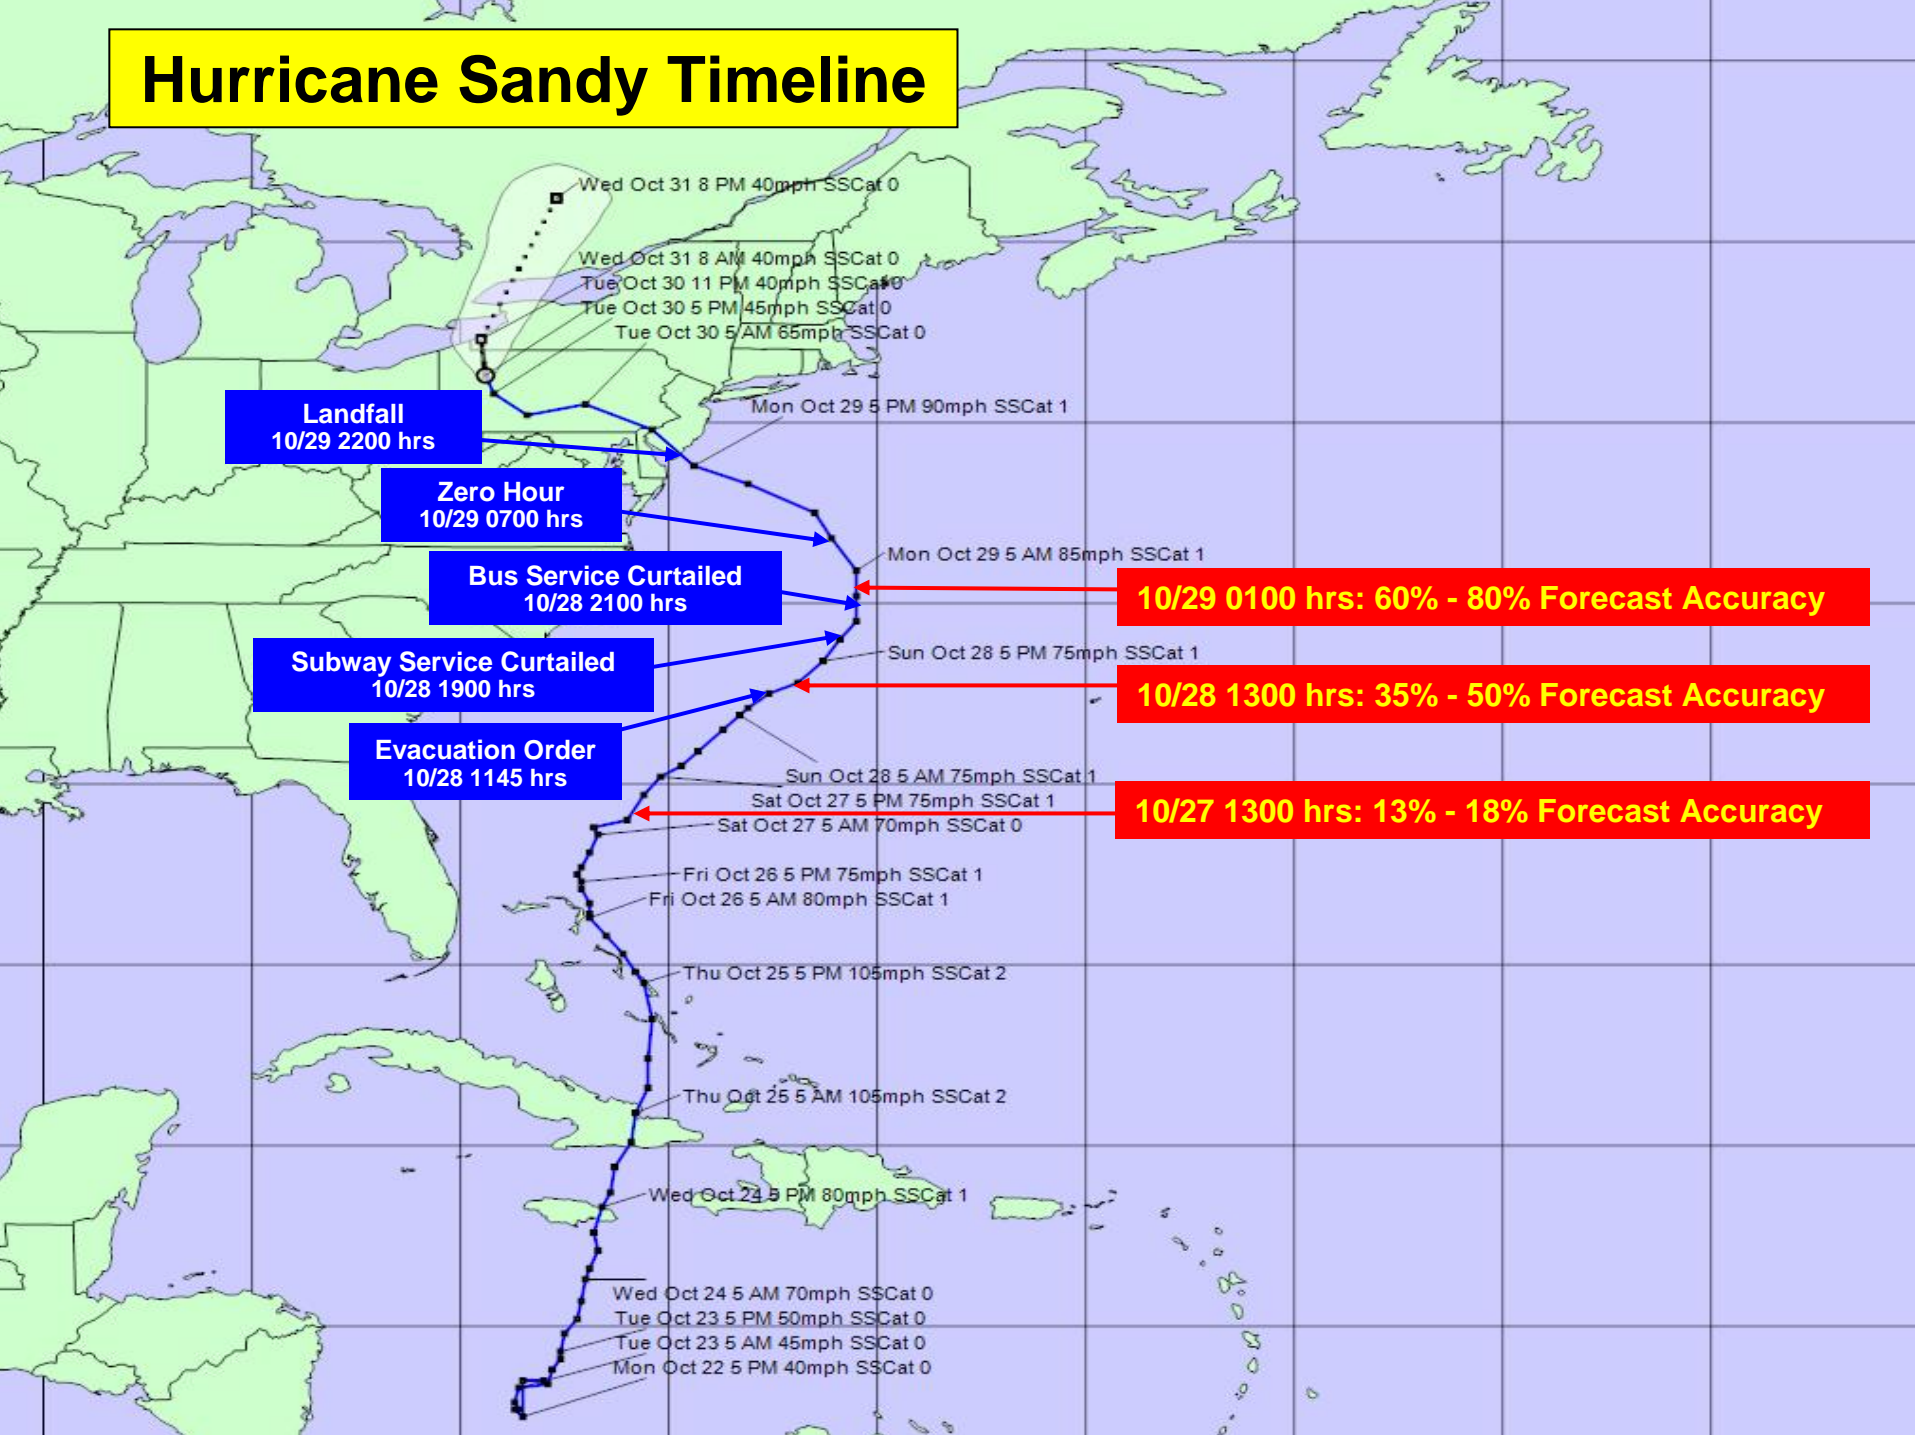 Hurricane Sandy Timeline
Wed Oct 31 8 PM 40mph SSCat 0
Wed Oct 31 8 AM 40mph SSCat 0
Tue Oct 30 11 PM 40mph SSCat 0
Tue Oct 30 5 PM 45mph SSCat 0
Tue Oct 30 5 AM 65mph SSCat 0
Mon Oct 29 5 PM 90mph SSCat 1
Landfall
10/29 2200 hrs
Zero Hour
10/29 0700 hrs
Mon Oct 29 5 AM 85mph SSCat 1
Bus Service Curtailed
10/28 2100 hrs
10/29 0100 hrs: 60% - 80% Forecast Accuracy
Sun Oct 28 5 PM 75mph SSCat 1
Subway Service Curtailed
10/28 1900 hrs
10/28 1300 hrs: 35% - 50% Forecast Accuracy
Evacuation Order
10/28 1145 hrs
Sun Oct 28 5 AM 75mph SSCat 1
Sat Oct 27 5 PM 75mph SSCat 1
10/27 1300 hrs: 13% - 18% Forecast Accuracy
Sat Oct 27 5 AM 70mph SSCat 0
Fri Oct 26 5 PM 75mph SSCat 1
Fri Oct 26 5 AM 80mph SSCat 1
Thu Oct 25 5 PM 105mph SSCat 2
Thu Oct 25 5 AM 105mph SSCat 2
Wed Oct 24 5 PM 80mph SSCat 1
Wed Oct 24 5 AM 70mph SSCat 0
Tue Oct 23 5 PM 50mph SSCat 0
Tue Oct 23 5 AM 45mph SSCat 0
Mon Oct 22 5 PM 40mph SSCat 0